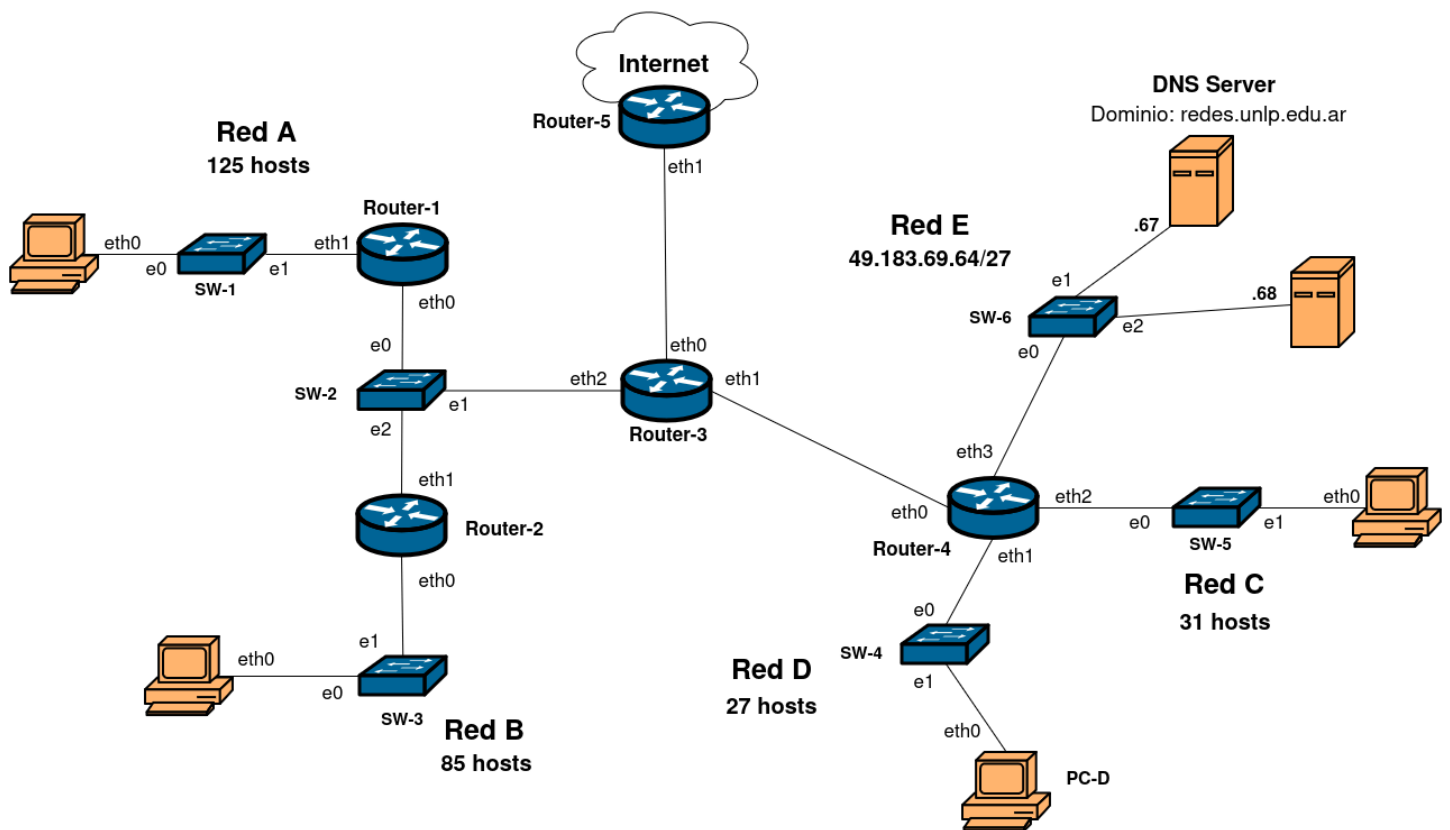 Internet
Router-5
eth1
DNS Server
Dominio: redes.unlp.edu.ar
Red A
125 hosts
Router-1
eth0
e0
SW-1
e1
eth1
eth0
Red E
49.183.69.64/27
.67
e1
SW-6
e0
e2
.68
e0
SW-2
e1
e2
eth2
eth0
eth1
Router-3
eth1
Router-2
eth0
eth3
eth0
Router-4
eth2
eth1
e0
SW-5
e1
eth0
Red C
31 hosts
e1
eth0
e0
SW-3
Red B
85 hosts
e0
SW-4
e1
Red D
27 hosts
eth0
PC-D